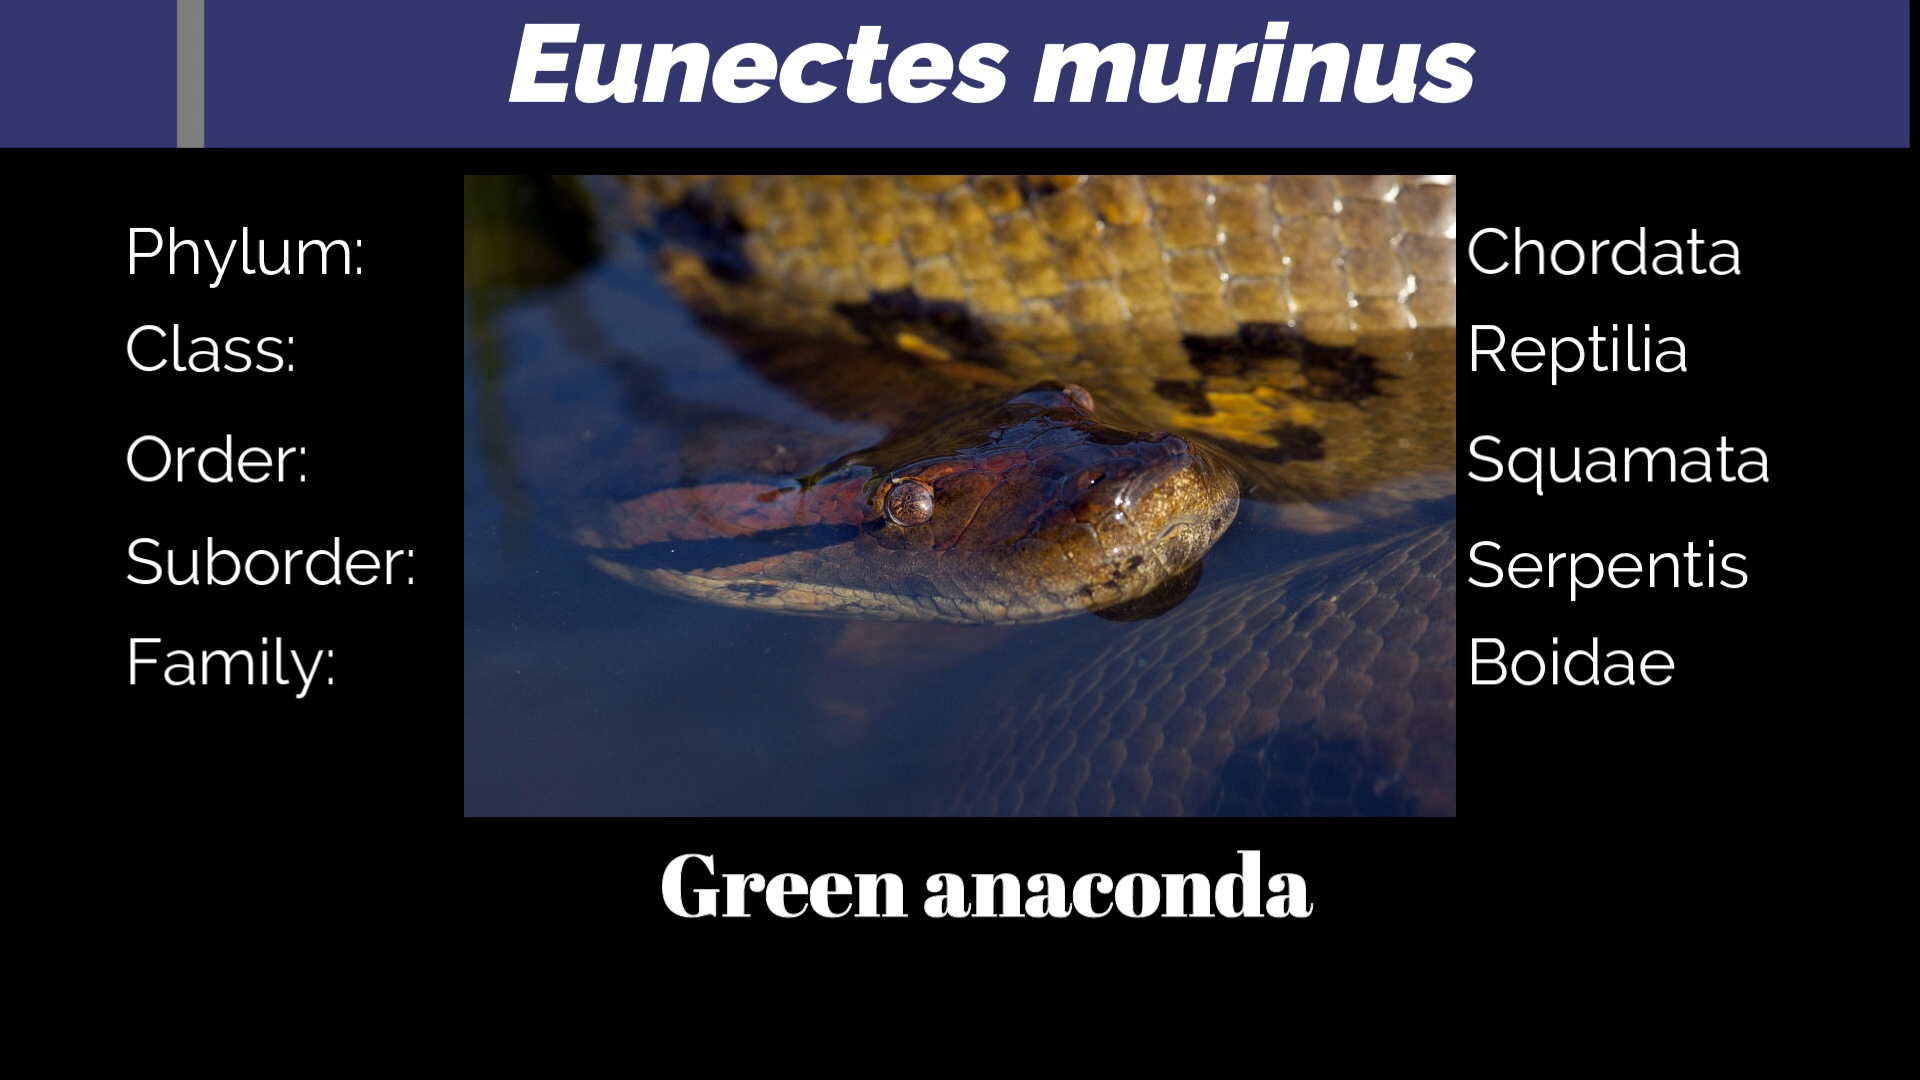 Eunectes murinus
Phylum: Chordata
Class: Reptilia
Order: Squamata
Suborder: Serpentis
Family: Boidae
Green anaconda